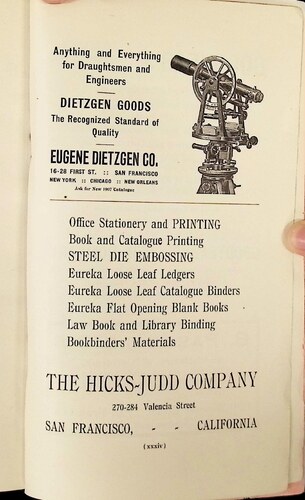 Anything and Everything
for Draughtsmen and
Engineers
DIETZGEN GOODS
The Recognized Standard of
Quality
EUGENE DIETZGEN CO.
16-28 FIRST ST. :: SAN FRANCISCO
NEW YORK :: CHICAGO :: NEW ORLEANS
Ask for New 1907 Catalogue
Office Stationery and PRINTING
Book and Catalogue Printing
STEEL DIE EMBOSSING
Eureka Loose Leaf Ledgers
Eureka Loose Leaf Catalogue Binders
Eureka Flat Opening Blank Books
Law Book and Library Binding
Bookbinders' Materials
THE HICKS-JUDD COMPANY
270-284 Valencia Street
SAN FRANCISCO, - - CALIFORNIA
(xxxiv)